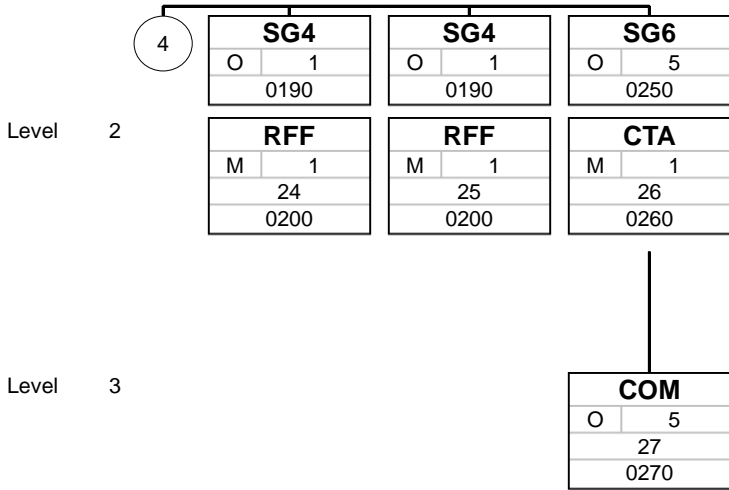 4
SG4 SG4 SG6
O 1 O 1 O 5
0190 0190 0250
Level 2 RFF RFF CTA
M 1 M 1 M 1
24 25 26
0200 0200 0260
Level 3 COM
O 5
27
0270